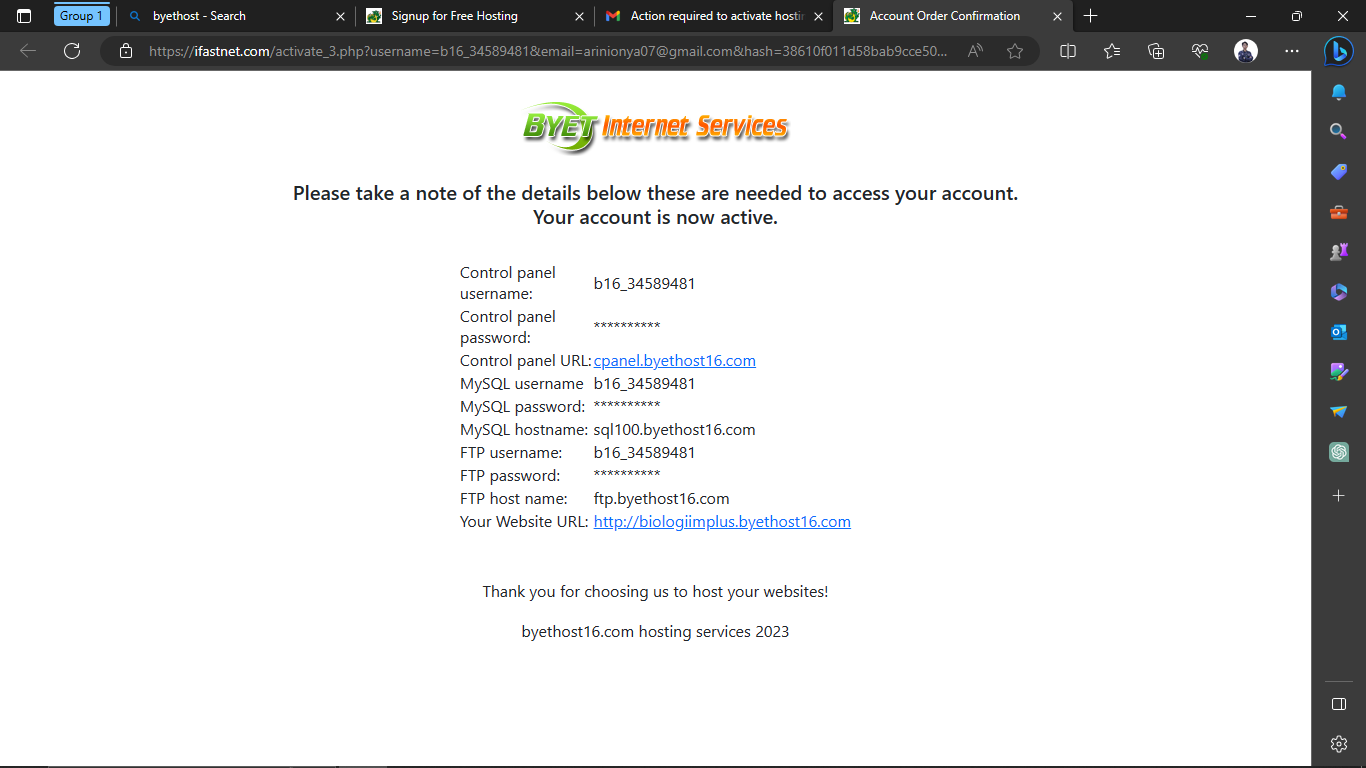 Group 1
byethost - Search
Signup for Free Hosting
Action required to activate hostin
Account Order Confirmation
https://ifastnet.com/activate_3.php?username=b16_34589481&email=arinionya07@gmail.com&hash=38610f011d58bab9cce50...
BYET Internet Services
Please take a note of the details below these are needed to access your account.
Your account is now active.
Control panel
username:
b16_34589481
Control panel
password:
**********
Control panel URL: cpanel.byethost16.com
MySQL username b16_34589481
MySQL password: **********
MySQL hostname: sql100.byethost16.com
FTP username: b16_34589481
FTP password: **********
FTP host name: ftp.byethost16.com
Your Website URL: http://biologiimplus.byethost16.com
Thank you for choosing us to host your websites!
byethost16.com hosting services 2023